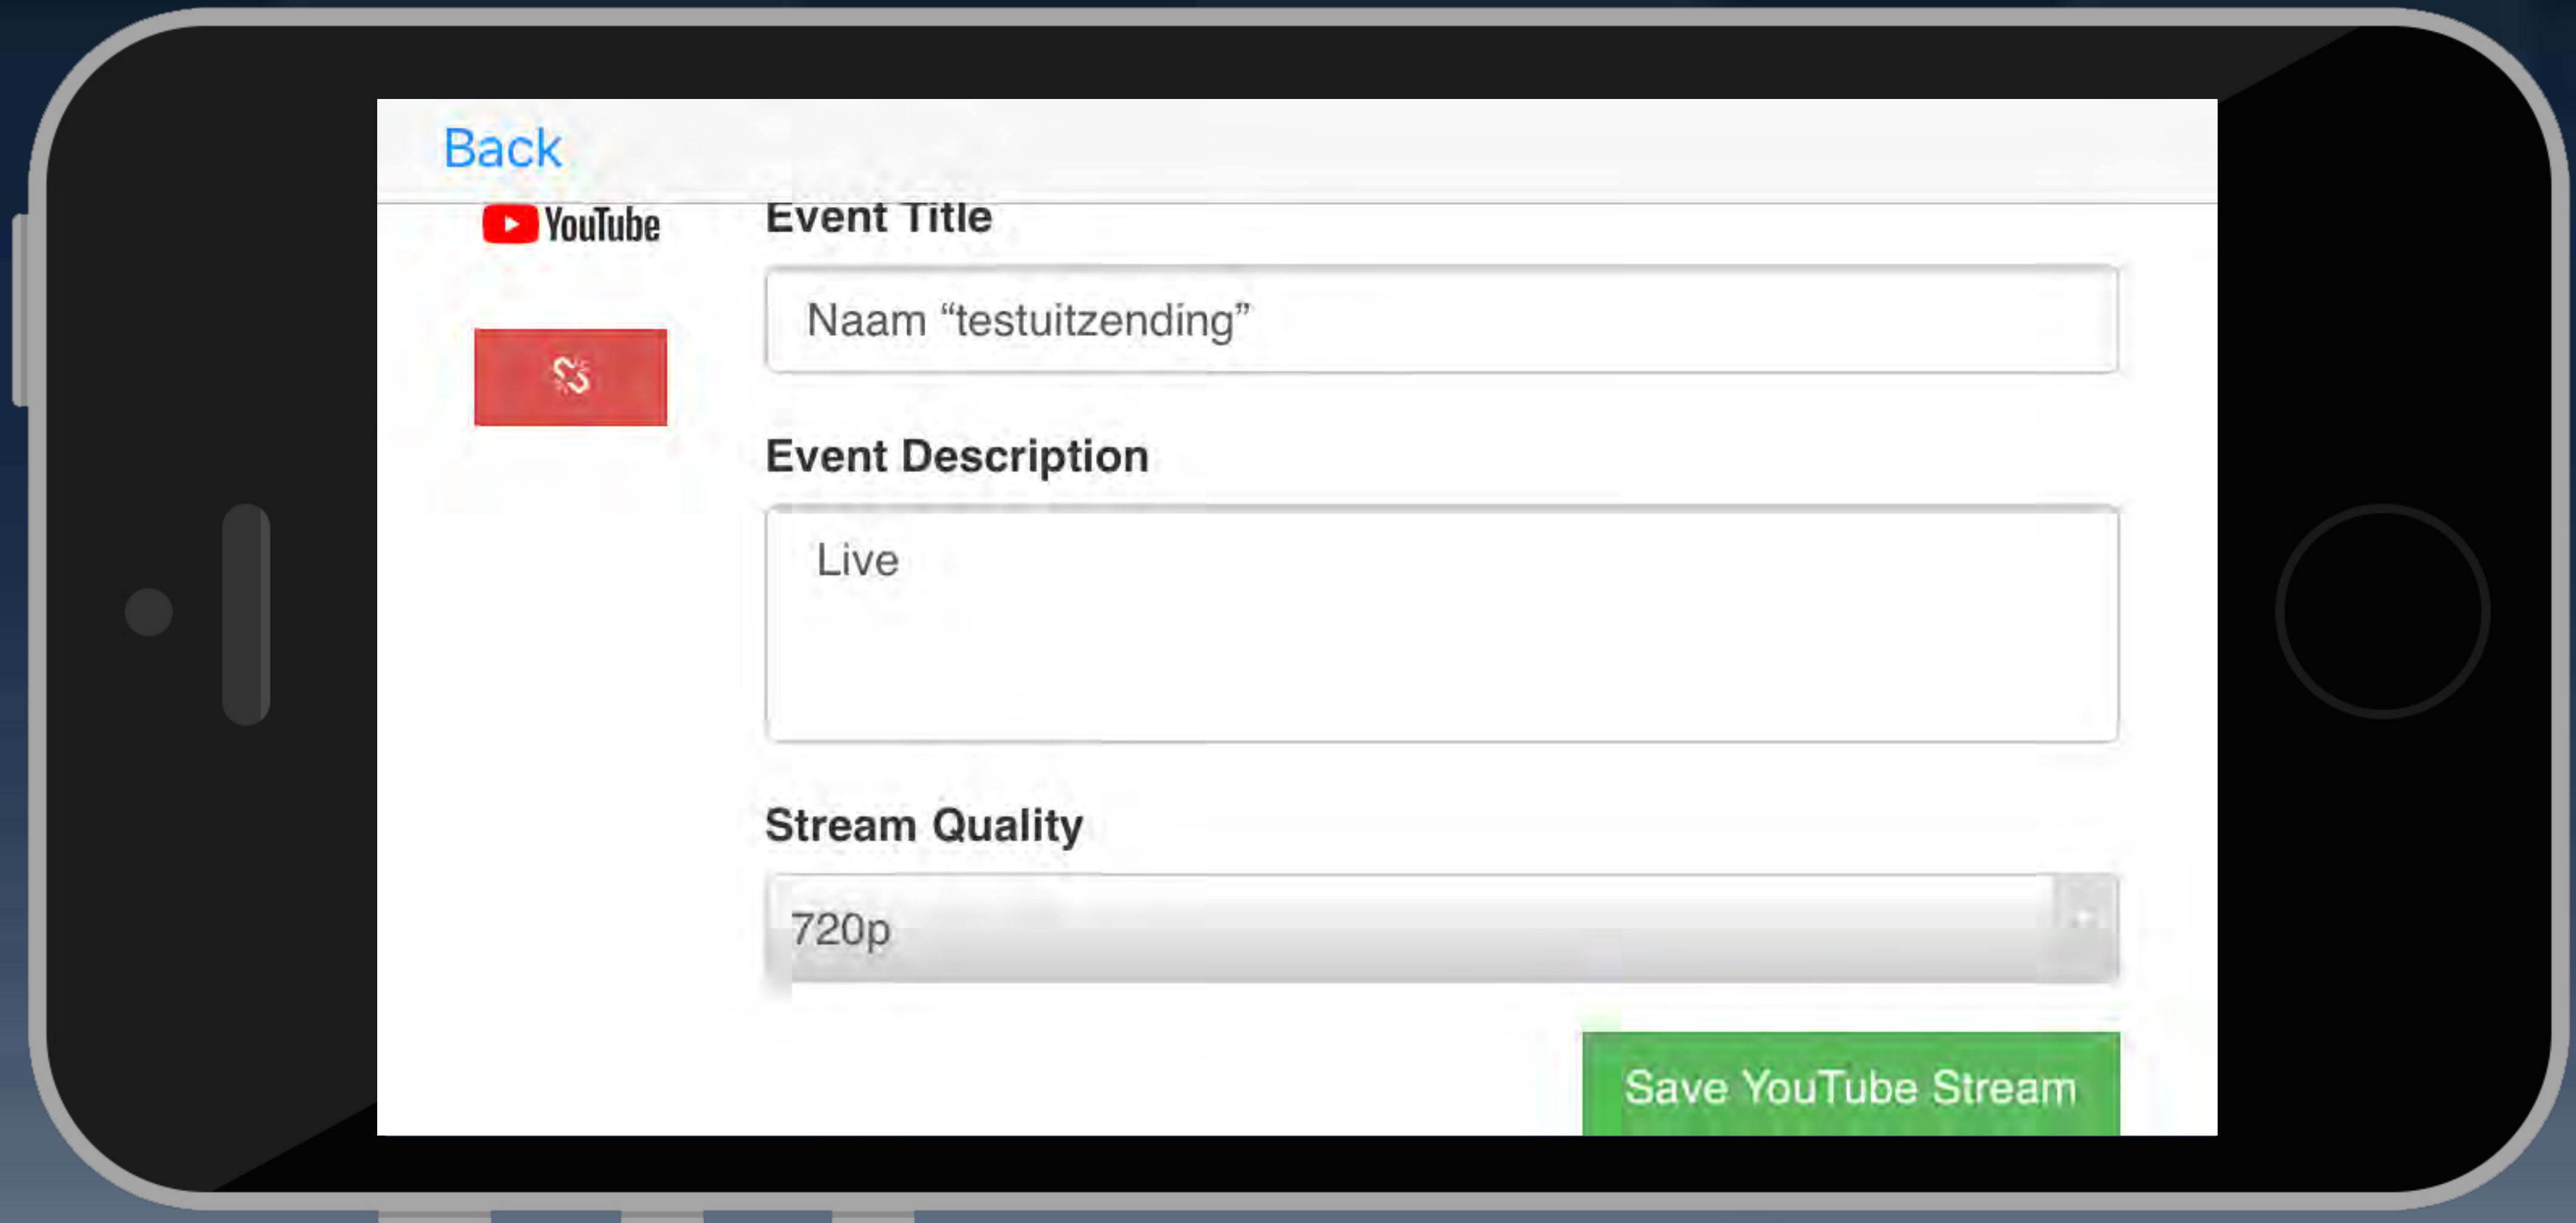 Back
YouTube
Event Title
Naam “testuitzending”
Event Description
Live
Stream Quality
720p
Save YouTube Stream